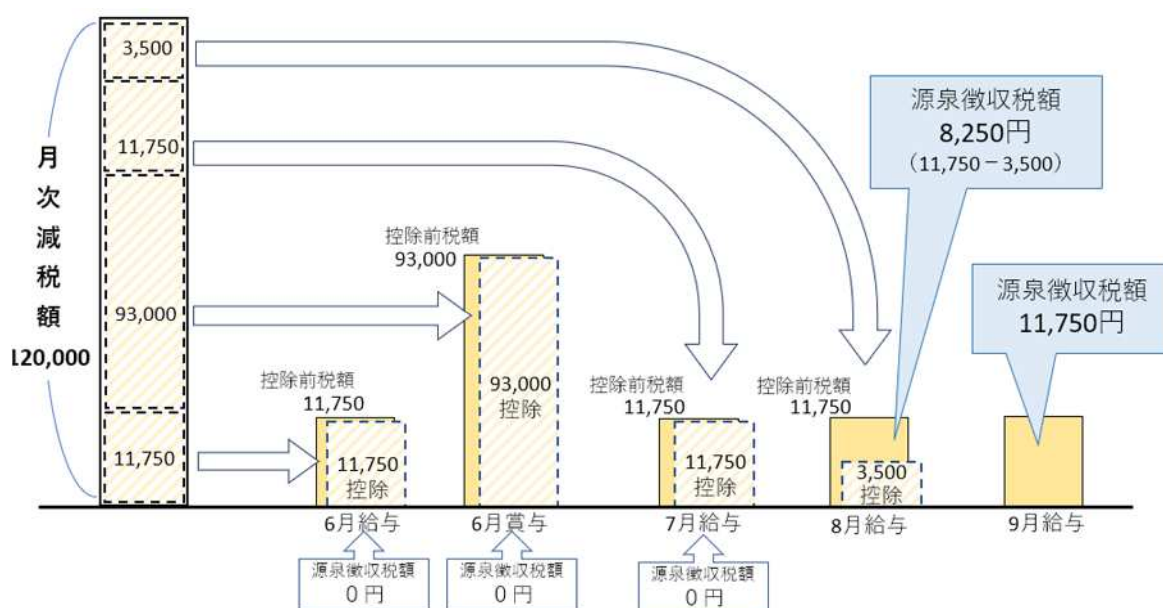 月次減税額
120,000
3,500
11,750
93,000
11,750
控除前税額
11,750
11,750
控除
6月給与
源泉徴収税額
0円
控除前税額
93,000
93,000
控除
6月賞与
源泉徴収税額
0円
控除前税額
11,750
11,750
控除
7月給与
源泉徴収税額
0円
控除前税額
11,750
3,500
控除
8月給与
源泉徴収税額
8,250円
（11,750－3,500）
源泉徴収税額
11,750円
9月給与